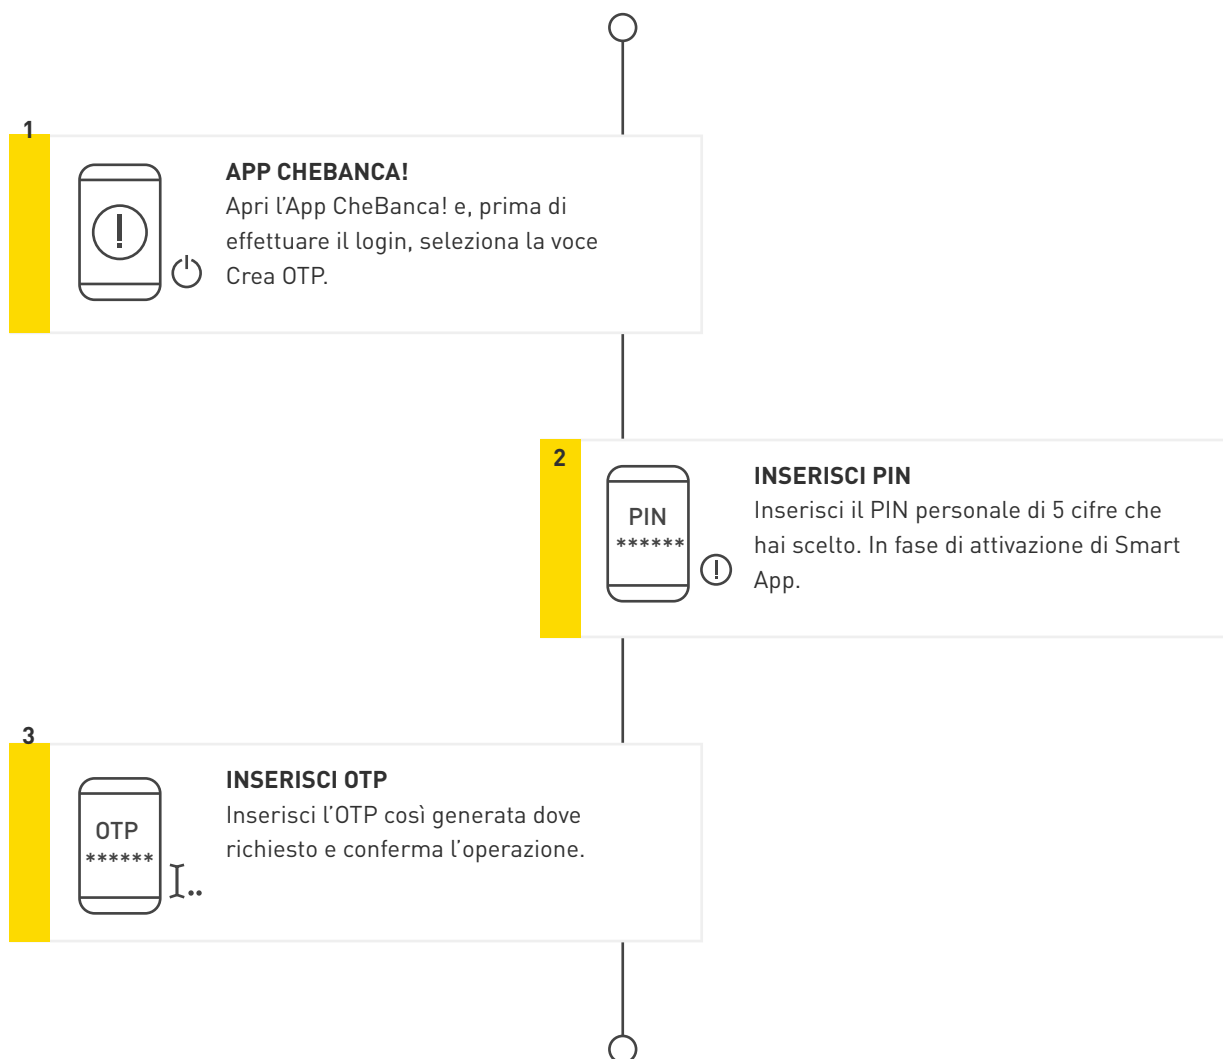 1
APP CHEBANCA!
Apri l’App CheBanca! e, prima di
effettuare il login, seleziona la voce
Crea OTP.
2
PIN
******
INSERISCI PIN
Inserisci il PIN personale di 5 cifre che
hai scelto. In fase di attivazione di Smart
App.
3
OTP
******
INSERISCI OTP
Inserisci l’OTP così generata dove
richiesto e conferma l’operazione.